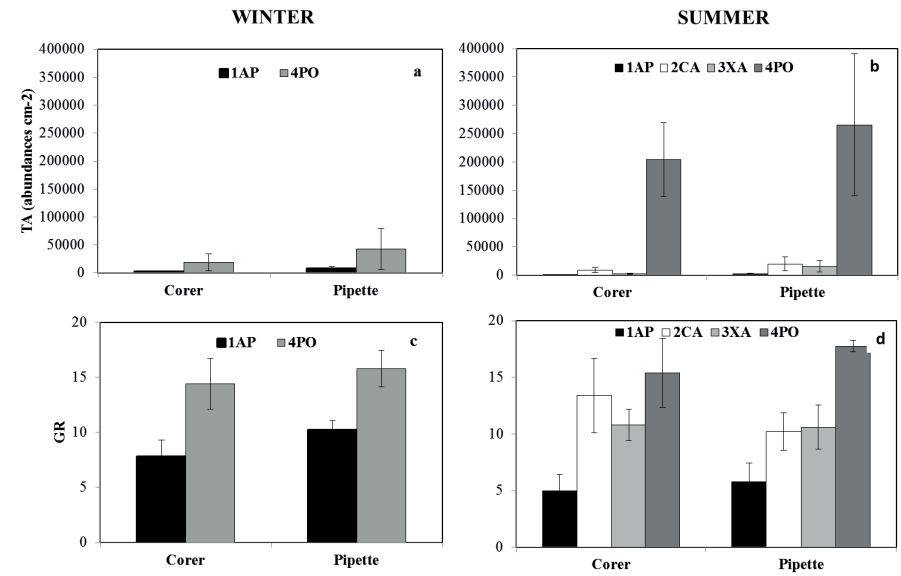 WINTER
SUMMER
TA (abundances cm-2)
400000
350000
300000
250000
200000
150000
100000
50000
0
1AP 4PO
a
Corer Pipette
400000
350000
300000
250000
200000
150000
100000
50000
0
1AP 2CA 3XA 4PO
b
Corer Pipette
GR
20
15
10
5
0
1AP 4PO
c
Corer Pipette
20
15
10
5
0
1AP 2CA 3XA 4PO
d
Corer Pipette